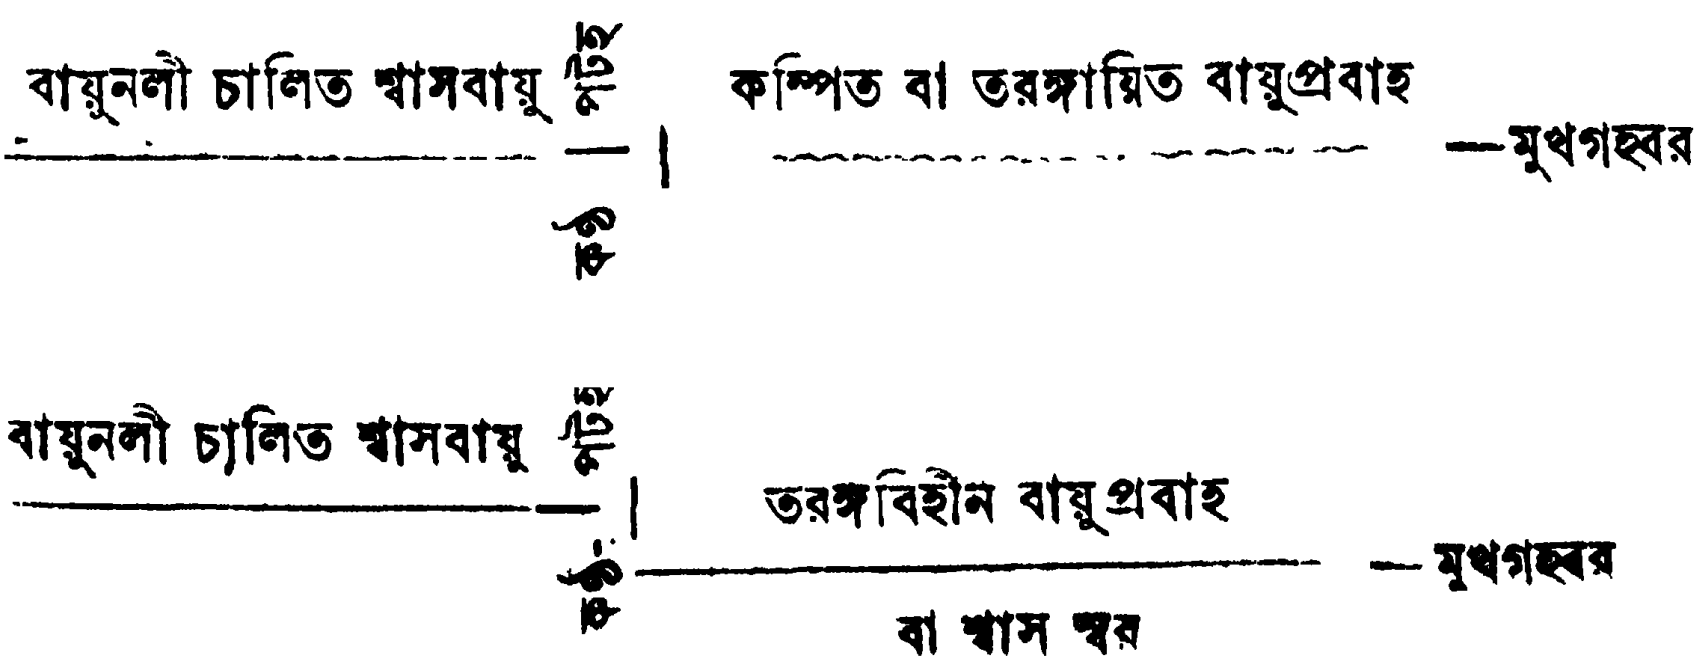 বায়ুনলী চালিত শ্বাসবায়ু
কম্পিত বা তরঙ্গায়িত বায়ুপ্রবাহ
—মুখগহ্বর
বায়ুনলী চালিত শ্বাসবায়ু
তরঙ্গবিহীন বায়ুপ্রবাহ
— মুখগহ্বর
বা শ্বাস স্বর